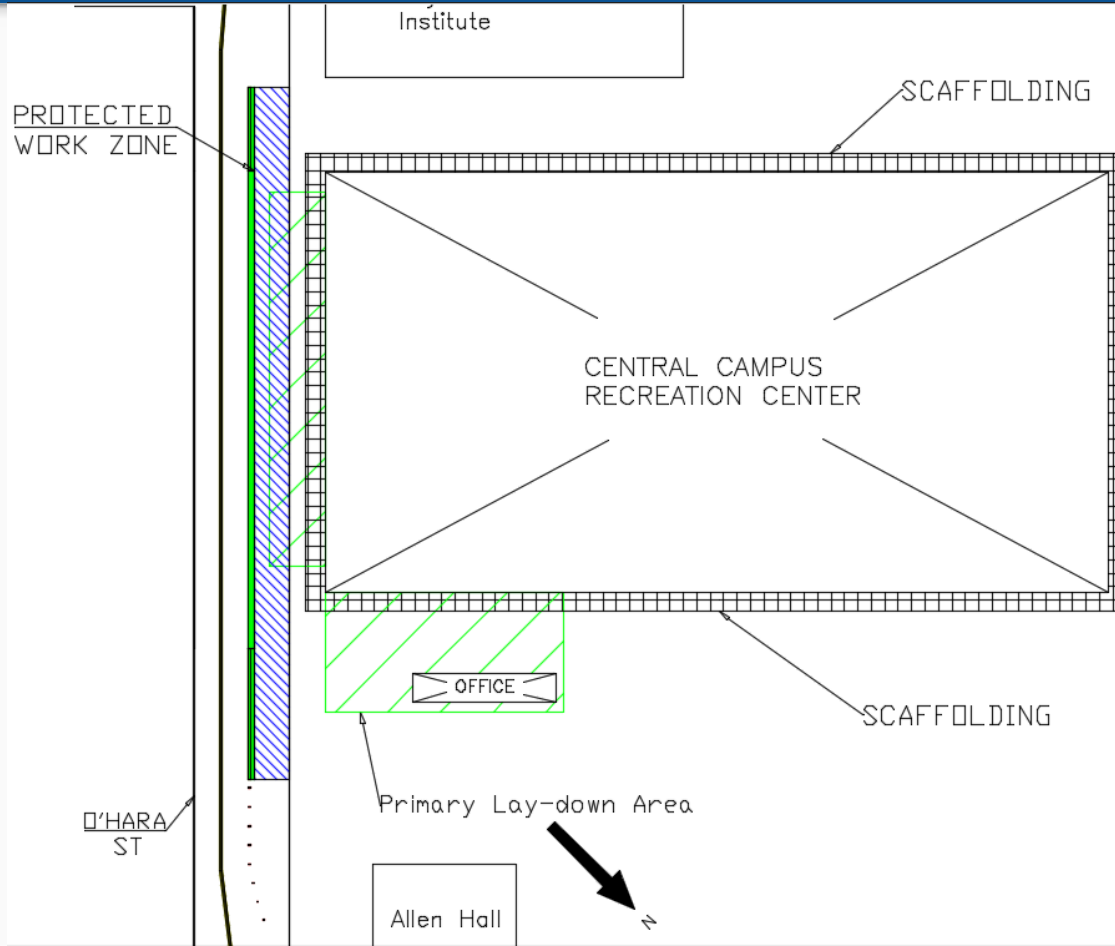 Institute
SCAFFOLDING
PROTECTED
WORK ZONE
CENTRAL CAMPUS
RECREATION CENTER
OFFICE
SCAFFOLDING
Primary Lay-down Area
O'HARA
ST
N
Allen Hall